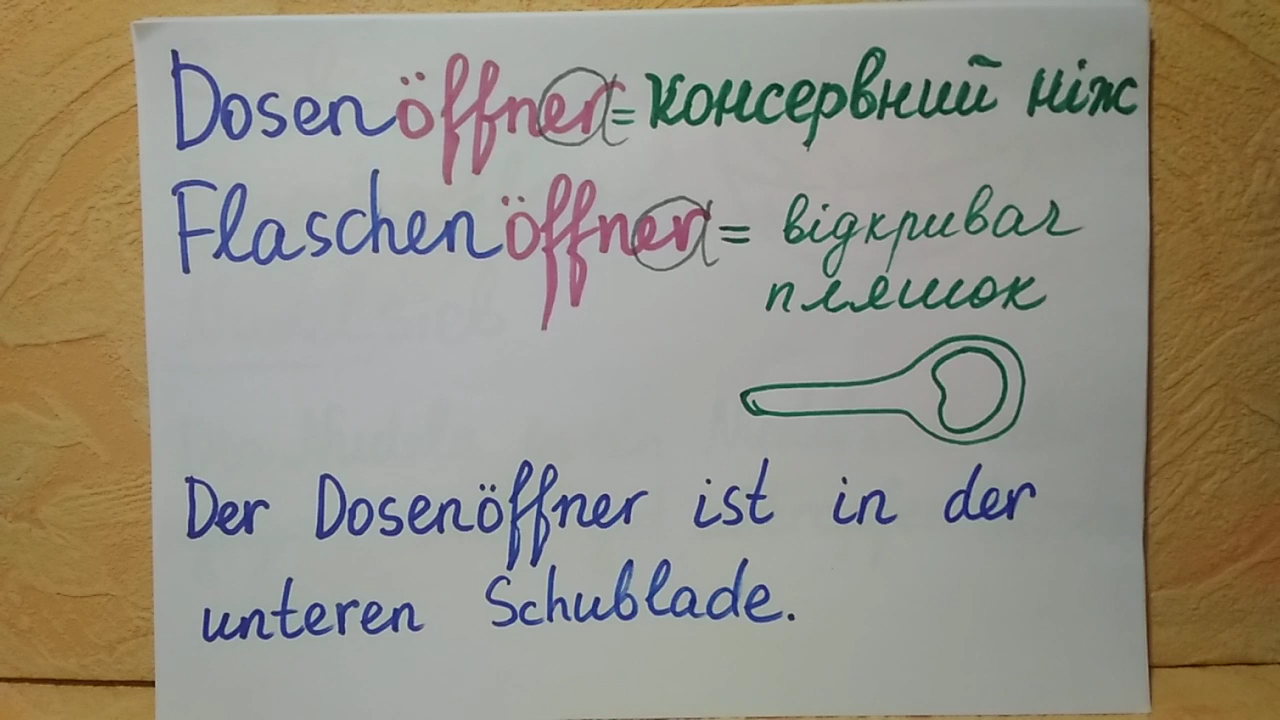 Dosenöffner = консервний ніж
Flaschenöffner = відкривач
пляшок
Der Dosenöffner ist in der
unteren Schublade.